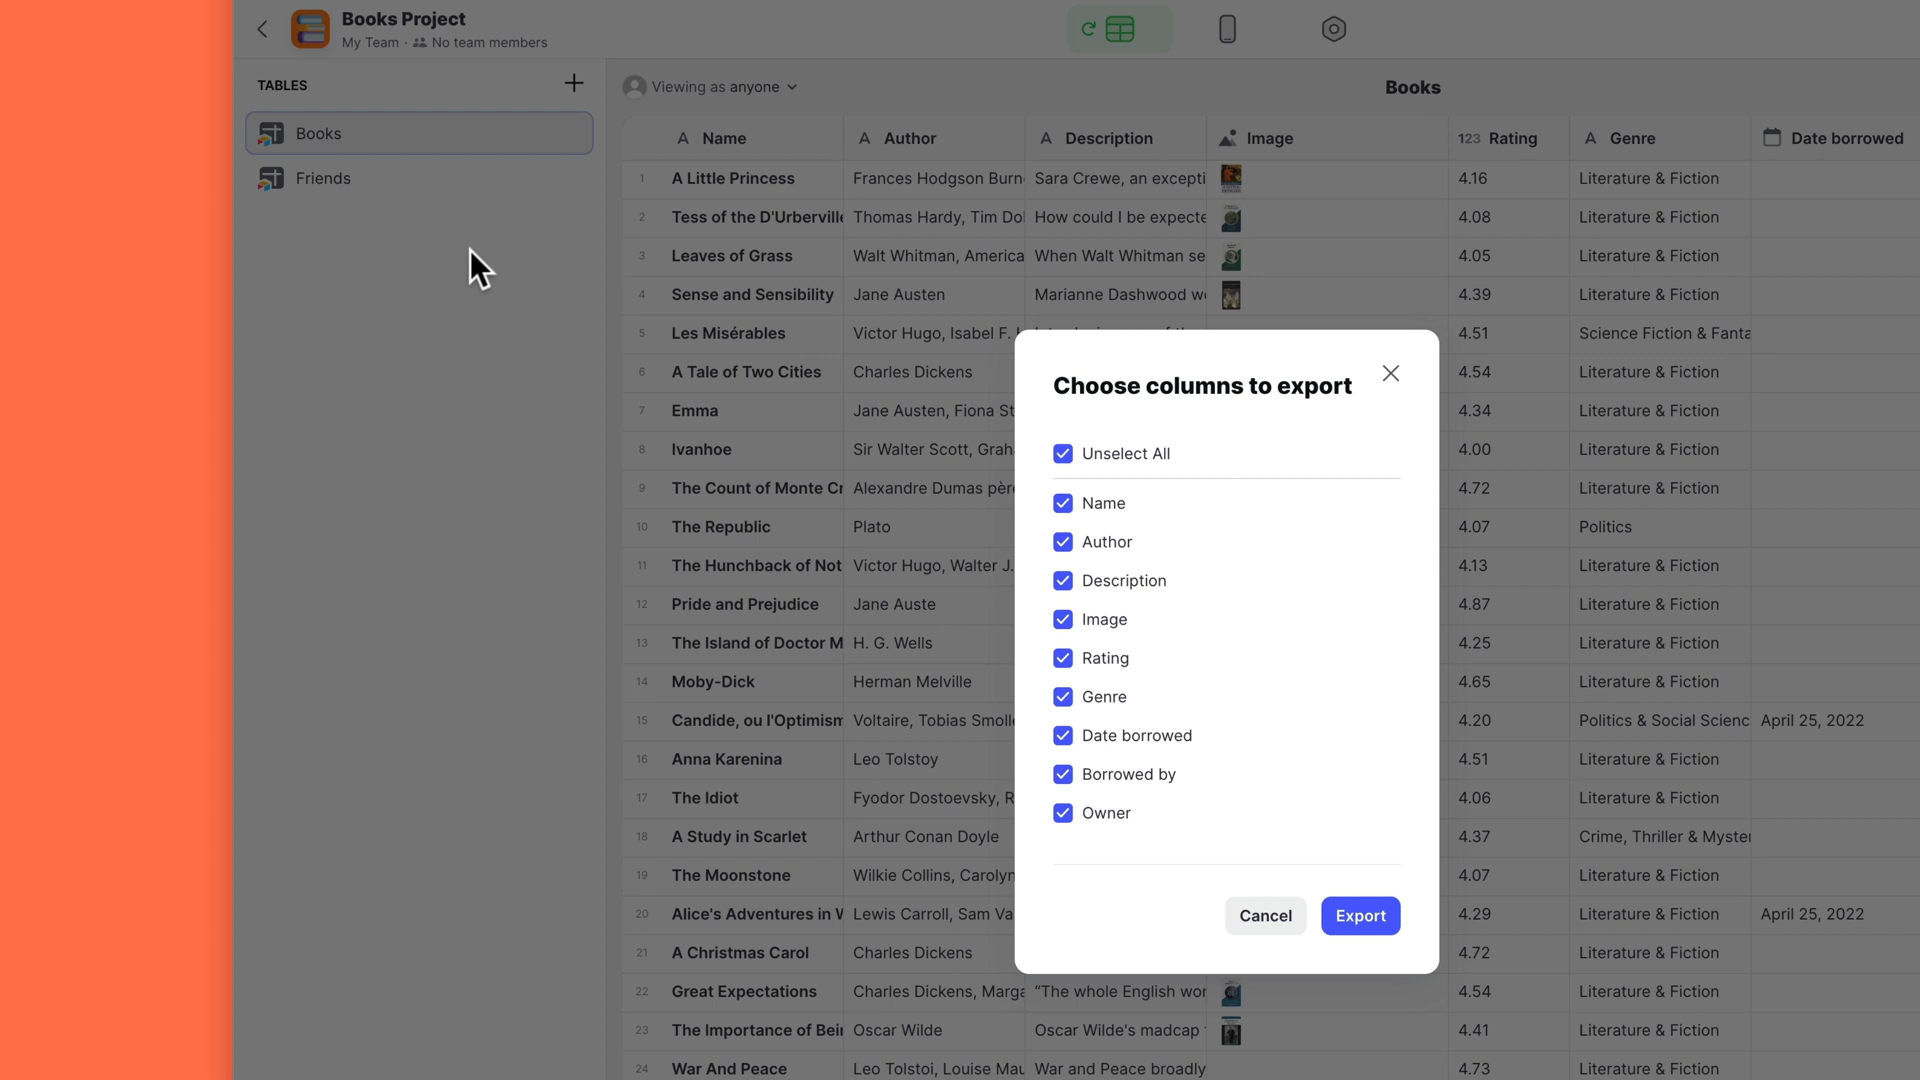 Books Project
My Team · No team members
TABLES
Books
Friends
Viewing as anyone
Books
Name Author Description Image 123 Rating Genre Date borrowed
1 A Little Princess Frances Hodgson Burn Sara Crewe, an excepti 4.16 Literature & Fiction
2 Tess of the D'Urberville Thomas Hardy, Tim Do How could I be expecte 4.08 Literature & Fiction
3 Leaves of Grass Walt Whitman, America When Walt Whitman se 4.05 Literature & Fiction
4 Sense and Sensibility Jane Austen Marianne Dashwood w 4.39 Literature & Fiction
5 Les Misérables Victor Hugo, Isabel F. 4.51 Science Fiction & Fanta
6 A Tale of Two Cities Charles Dickens 4.54 Literature & Fiction
7 Emma Jane Austen, Fiona St 4.34 Literature & Fiction
8 Ivanhoe Sir Walter Scott, Grah 4.00 Literature & Fiction
9 The Count of Monte Cr Alexandre Dumas père 4.72 Literature & Fiction
10 The Republic Plato 4.07 Politics
11 The Hunchback of Not Victor Hugo, Walter J. 4.13 Literature & Fiction
12 Pride and Prejudice Jane Auste 4.87 Literature & Fiction
13 The Island of Doctor M H. G. Wells 4.25 Literature & Fiction
14 Moby-Dick Herman Melville 4.65 Literature & Fiction
15 Candide, ou l'Optimism Voltaire, Tobias Smolle 4.20 Politics & Social Scienc April 25, 2022
16 Anna Karenina Leo Tolstoy 4.51 Literature & Fiction
17 The Idiot Fyodor Dostoevsky, R 4.06 Literature & Fiction
18 A Study in Scarlet Arthur Conan Doyle 4.37 Crime, Thriller & Myster
19 The Moonstone Wilkie Collins, Carolyn 4.07 Literature & Fiction
20 Alice's Adventures in W Lewis Carroll, Sam Va 4.29 Literature & Fiction April 25, 2022
21 A Christmas Carol Charles Dickens 4.72 Literature & Fiction
22 Great Expectations Charles Dickens, Marga “The whole English wor 4.54 Literature & Fiction
23 The Importance of Bei Oscar Wilde Oscar Wilde's madcap 4.41 Literature & Fiction
24 War And Peace Leo Tolstoi, Louise Mau War and Peace broadly 4.73 Literature & Fiction
Choose columns to export
Unselect All
Name
Author
Description
Image
Rating
Genre
Date borrowed
Borrowed by
Owner
Cancel Export